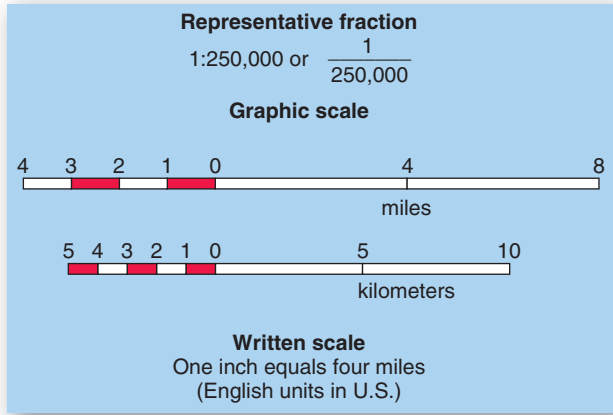 Representative fraction
1:250,000 or 1/250,000
Graphic scale
4 3 2 1 0 4 8
miles
5 4 3 2 1 0 5 10
kilometers
Written scale
One inch equals four miles
(English units in U.S.)